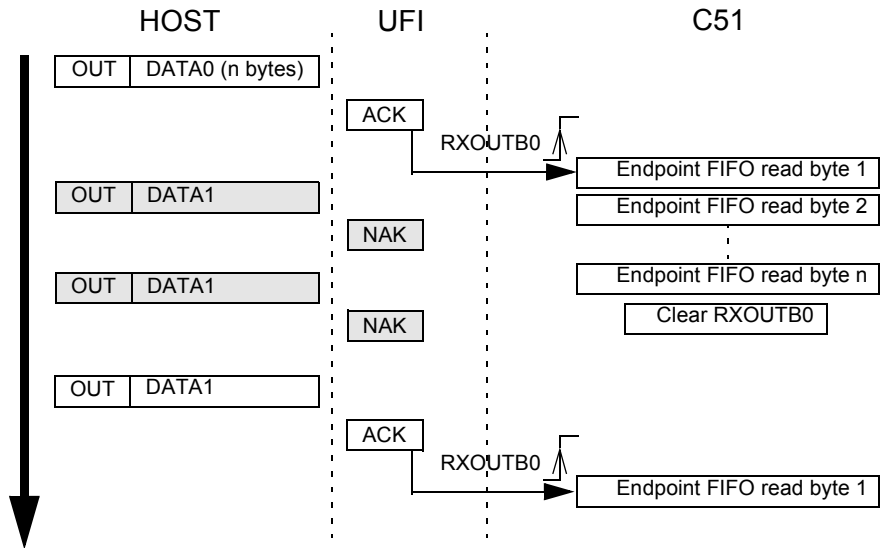 HOST UFI C51
OUT DATA0 (n bytes)
ACK
RXOUTB0
Endpoint FIFO read byte 1
OUT DATA1
Endpoint FIFO read byte 2
NAK
OUT DATA1
Endpoint FIFO read byte n
NAK
Clear RXOUTB0
OUT DATA1
ACK
RXOUTB0
Endpoint FIFO read byte 1